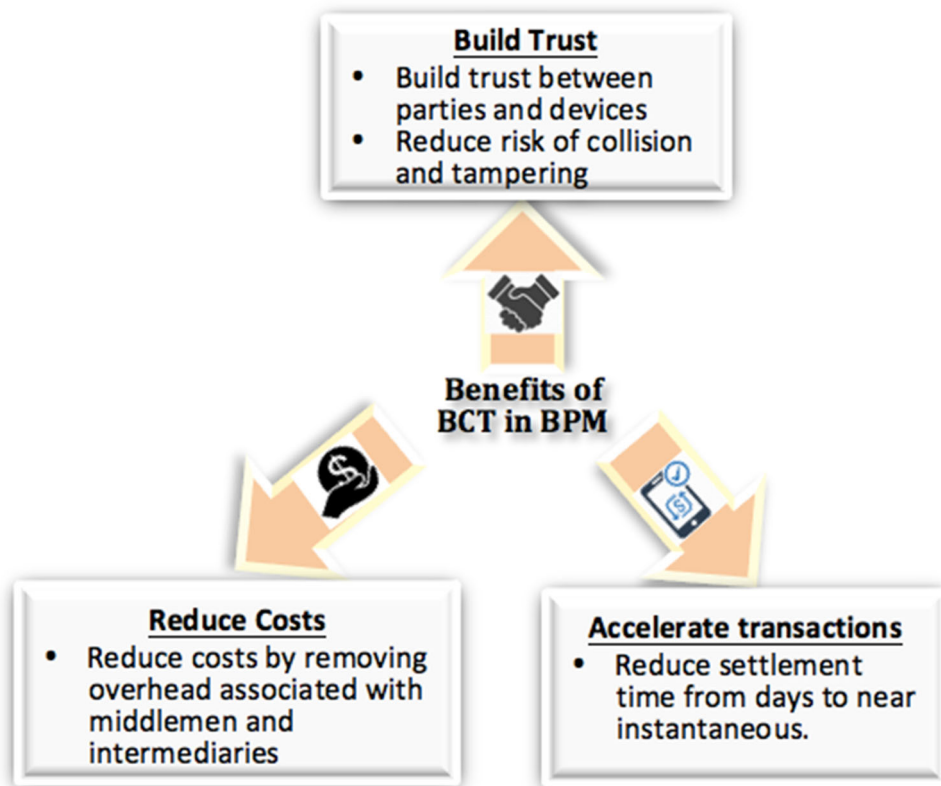 Build Trust
• Build trust between
parties and devices
• Reduce risk of collision
and tampering
Benefits of
BCT in BPM
$
S
Reduce Costs
• Reduce costs by removing
overhead associated with
middlemen and
intermediaries
Accelerate transactions
• Reduce settlement
time from days to near
instantaneous.